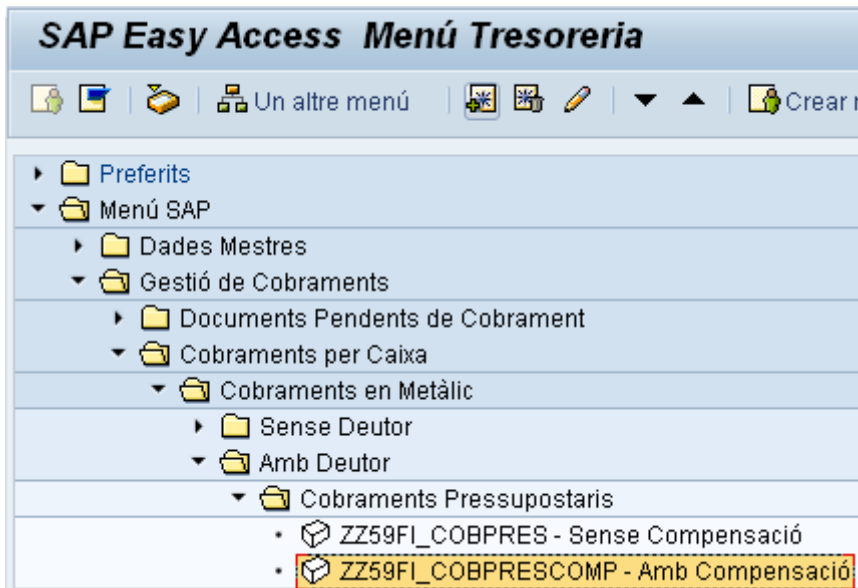 SAP Easy Access Menú Tresoreria
Un altre menú Crear
Preferits
Menú SAP
Dades Mestres
Gestió de Cobraments
Documents Pendents de Cobrament
Cobraments per Caixa
Cobraments en Metàlic
Sense Deutor
Amb Deutor
Cobraments Pressupostaris
ZZ59FI_COBPRES - Sense Compensació
ZZ59FI_COBPRESCOMP - Amb Compensació